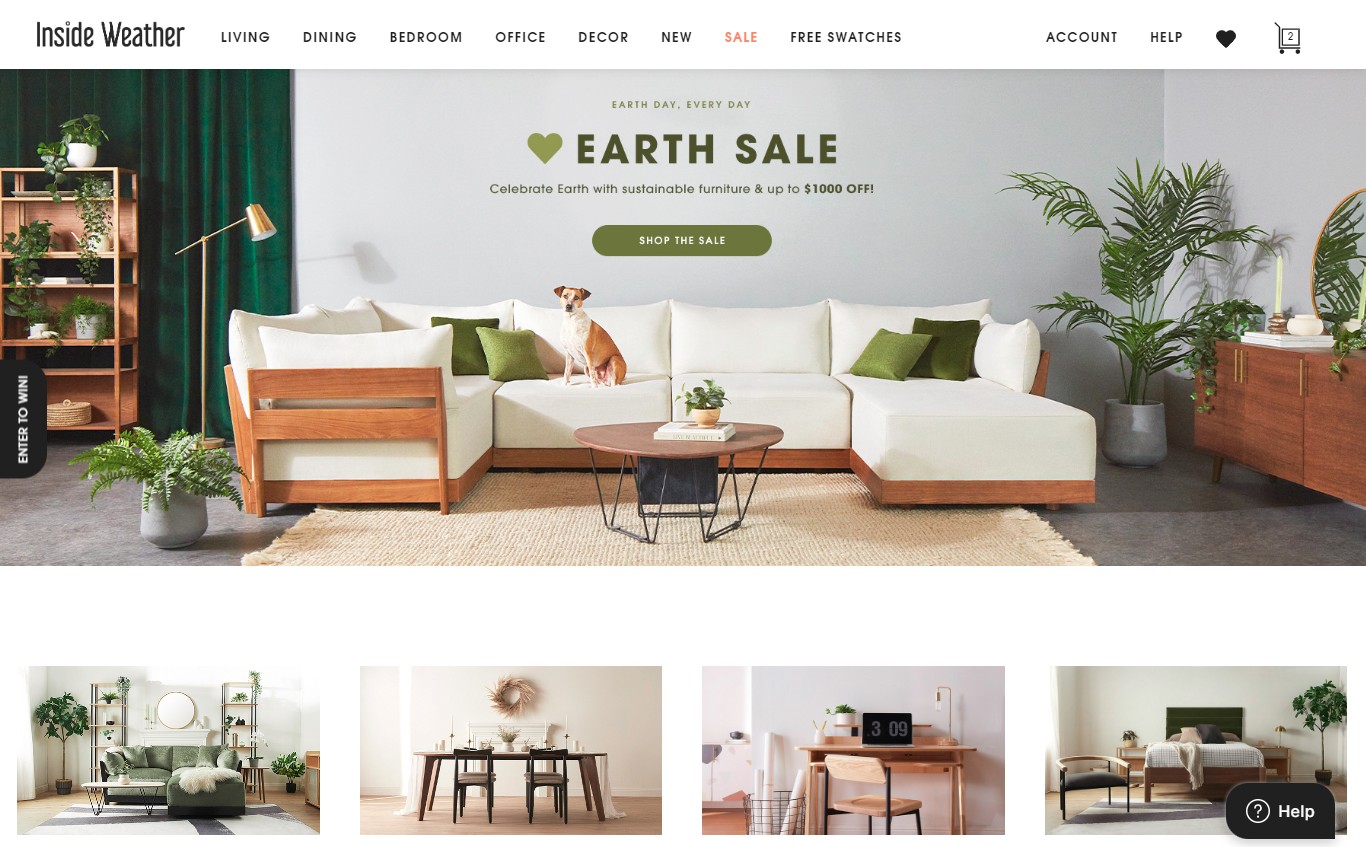 Inside Weather
LIVING
DINING
BEDROOM
OFFICE
DECOR
NEW
SALE
FREE SWATCHES
ACCOUNT
HELP
2
EARTH DAY, EVERY DAY
EARTH SALE
Celebrate Earth with sustainable furniture & up to $1000 OFF!
SHOP THE SALE
ENTER TO WIN!
3 09
Help